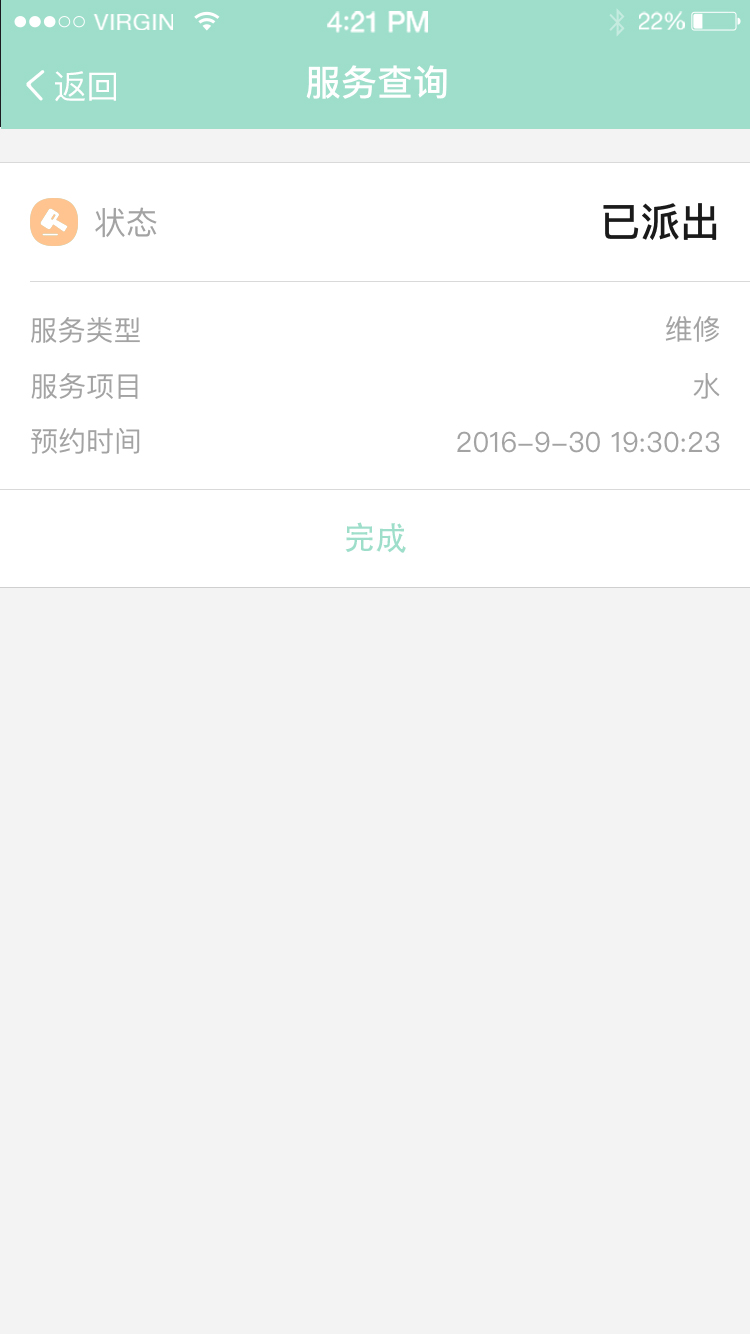 VIRGIN 4:21 PM 22%
返回 服务查询
状态 已派出
服务类型 维修
服务项目 水
预约时间 2016-9-30 19:30:23
完成